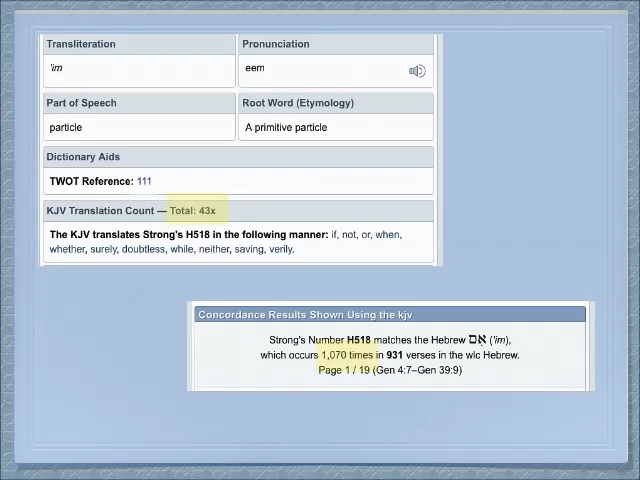 Transliteration
Pronunciation
'im
eem
Part of Speech
Root Word (Etymology)
particle
A primitive particle
Dictionary Aids
TWOT Reference: 111
KJV Translation Count — Total: 43x
The KJV translates Strong's H518 in the following manner: if, not, or, when,
whether, surely, doubtless, while, neither, saving, verily.
Concordance Results Shown Using the kjv
Strong's Number H518 matches the Hebrew אִם ('im),
which occurs 1,070 times in 931 verses in the wlc Hebrew.
Page 1 / 19 (Gen 4:7–Gen 39:9)